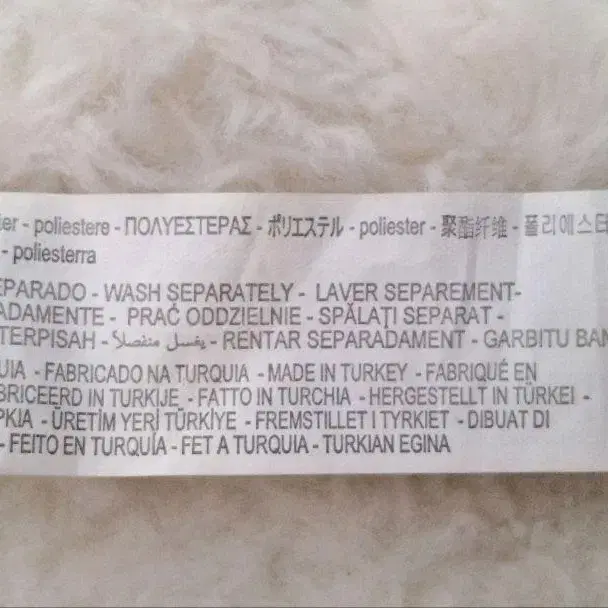 ier - poliestere - ΠΟΛΥΕΣΤΕΡΑΣ - ポリエステル - poliester - 聚酯纤维 - 폴리에스터
- poliesterra
EPARADO - WASH SEPARATELY - LAVER SEPAREMENT-
ADAMENTE - PRAĆ ODDZIELNIE - SPĂLAȚI SEPARAT -
TERPISAH - يغسل منفصلاً - RENTAR SEPARADAMENT - GARBITU BAN
UIA - FABRICADO NA TURQUIA - MADE IN TURKEY - FABRIQUÉ EN
BRICEERD IN TURKIJE - FATTO IN TURCHIA - HERGESTELLT IN TÜRKEI -
PKIA - ÜRETİM YERİ TÜRKİYE - FREMSTILLET I TYRKIET - DIBUAT DI
- FEITO EN TURQUÍA - FET A TURQUIA - TURKIAN EGINA